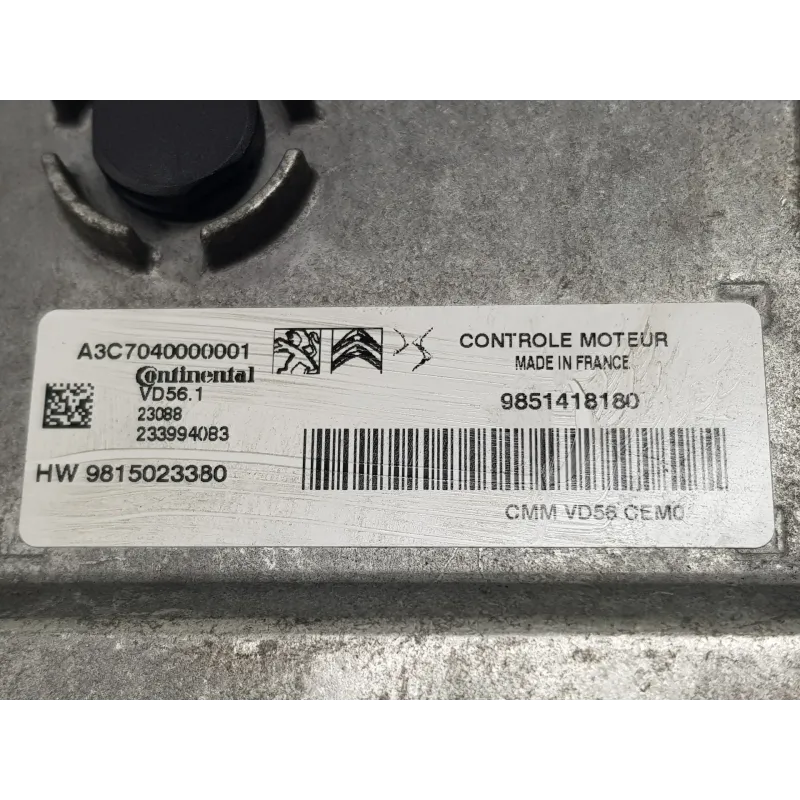 A3C7040000001
Continental
VD56.1
23088
233994083
HW 9815023380
CONTROLE MOTEUR
MADE IN FRANCE
9851418180
CMM VD56 CEM0